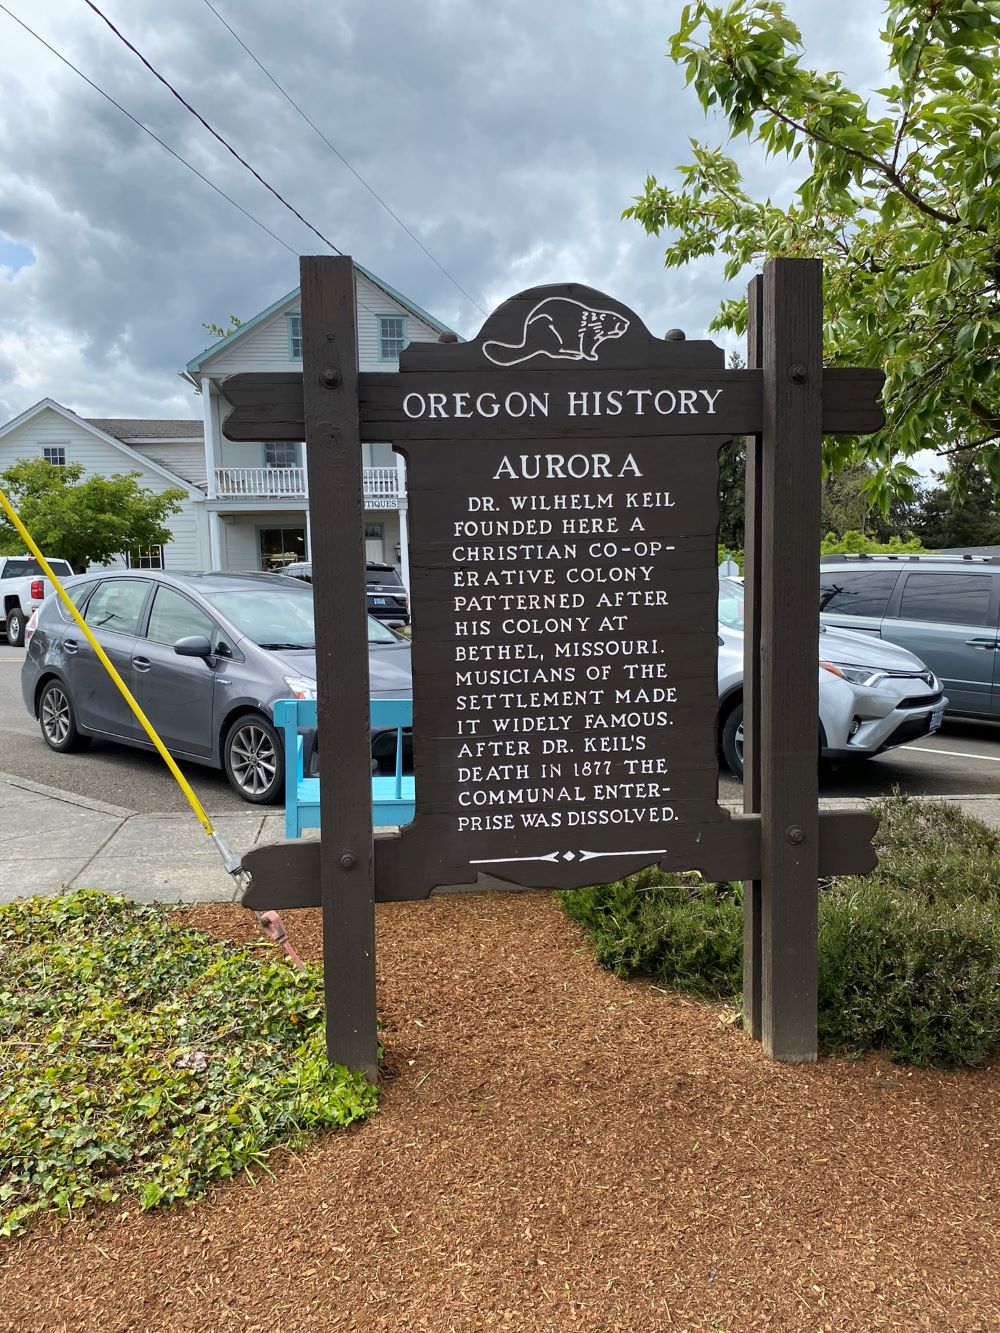 OREGON HISTORY
AURORA
DR. WILHELM KEIL
FOUNDED HERE A
CHRISTIAN CO-OP-
ERATIVE COLONY
PATTERNED AFTER
HIS COLONY AT
BETHEL, MISSOURI.
MUSICIANS OF THE
SETTLEMENT MADE
IT WIDELY FAMOUS.
AFTER DR. KEIL'S
DEATH IN 1877 THE
COMMUNAL ENTER-
PRISE WAS DISSOLVED.